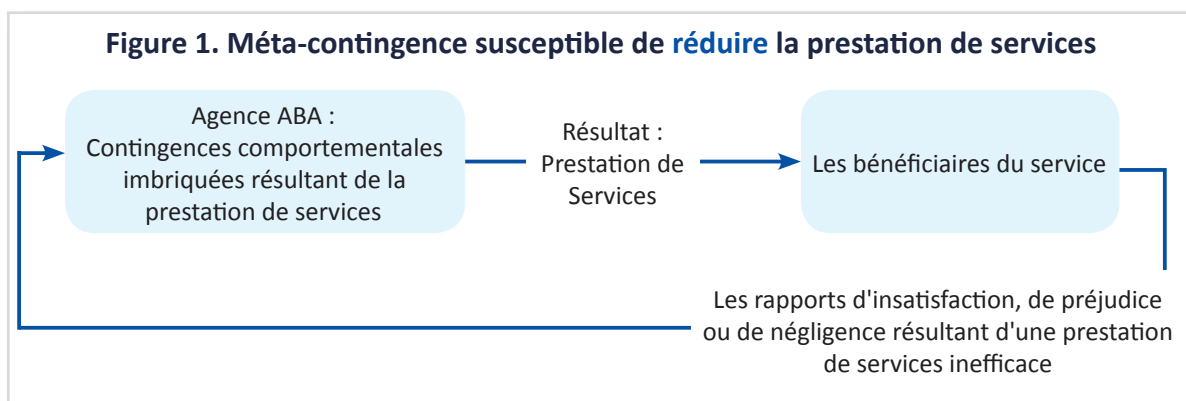 Figure 1. Méta-contingence susceptible de réduire la prestation de services
Agence ABA :
Contingences comportementales
imbriquées résultant de la
prestation de services
Résultat :
Prestation de
Services
Les bénéficiaires du service
Les rapports d'insatisfaction, de préjudice
ou de négligence résultant d'une prestation
de services inefficace